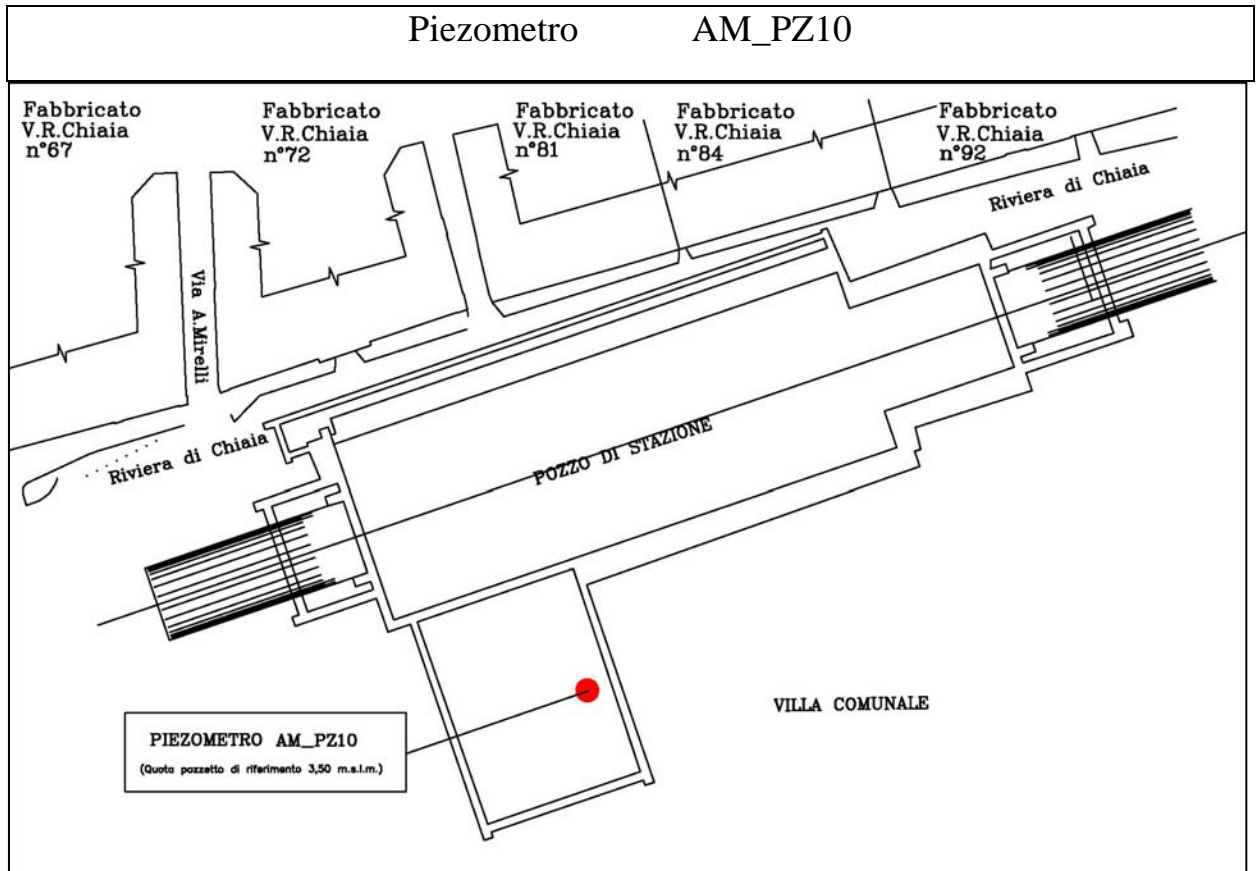 Piezometro AM_PZ10
Fabbricato
V.R.Chiaia
n°67
Fabbricato
V.R.Chiaia
n°72
Fabbricato
V.R.Chiaia
n°81
Fabbricato
V.R.Chiaia
n°84
Fabbricato
V.R.Chiaia
n°92
Riviera di Chiaia
Via A.Mirelli
Riviera di Chiaia
POZZO DI STAZIONE
VILLA COMUNALE
PIEZOMETRO AM_PZ10
(Quota pozzetto di riferimento 3,50 m.s.l.m.)